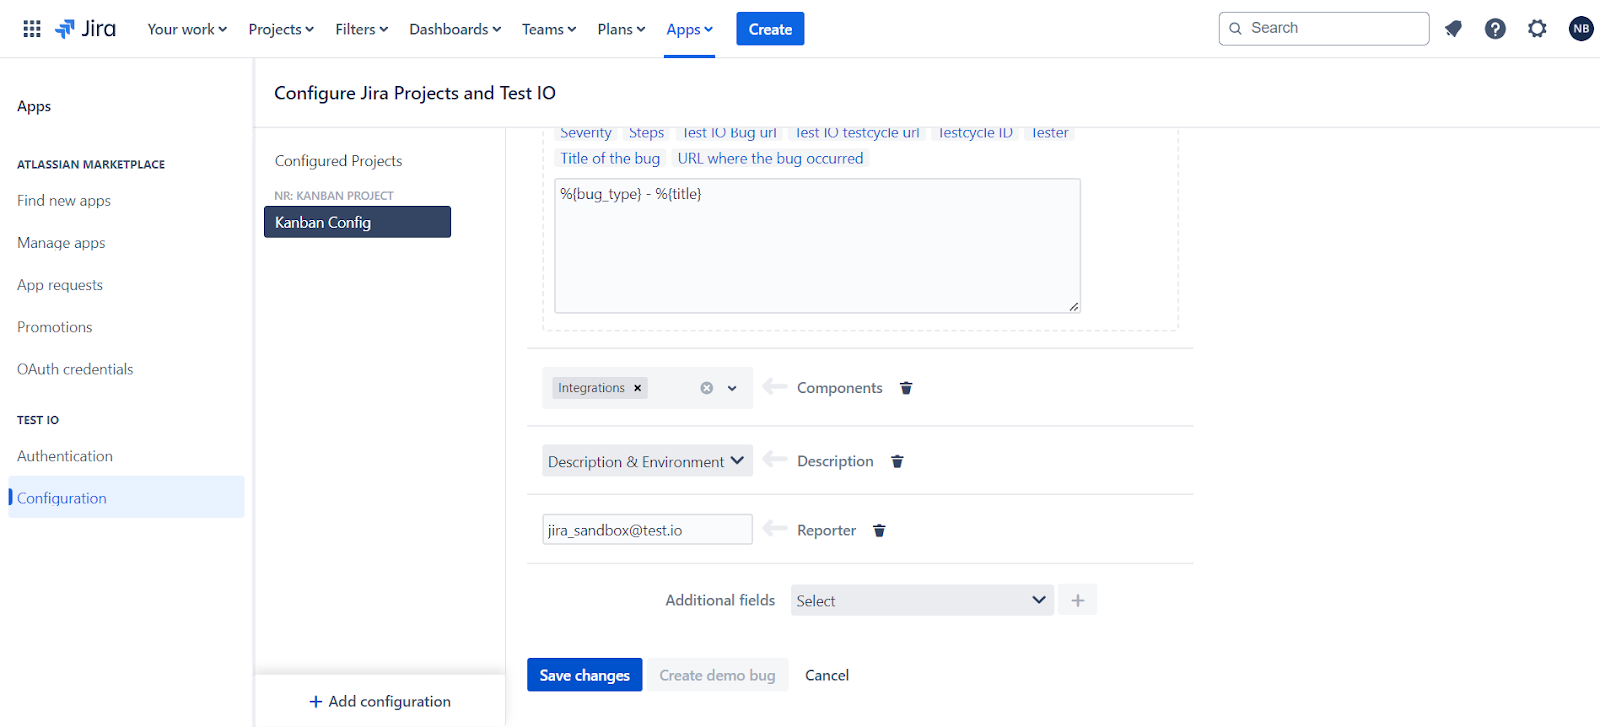 Jira Your work Projects Filters Dashboards Teams Plans Apps Create Search NB
Configure Jira Projects and Test IO
Apps
ATLASSIAN MARKETPLACE
Find new apps
Manage apps
App requests
Promotions
OAuth credentials
TEST IO
Authentication
Configuration
Configured Projects
NR: KANBAN PROJECT
Kanban Config
+ Add configuration
Severity Steps Test IO Bug url Test IO testcycle url Testcycle ID Tester
Title of the bug URL where the bug occurred
%{bug_type} - %{title}
Integrations Components
Description & Environment Description
jira_sandbox@test.io Reporter
Additional fields Select +
Save changes Create demo bug Cancel